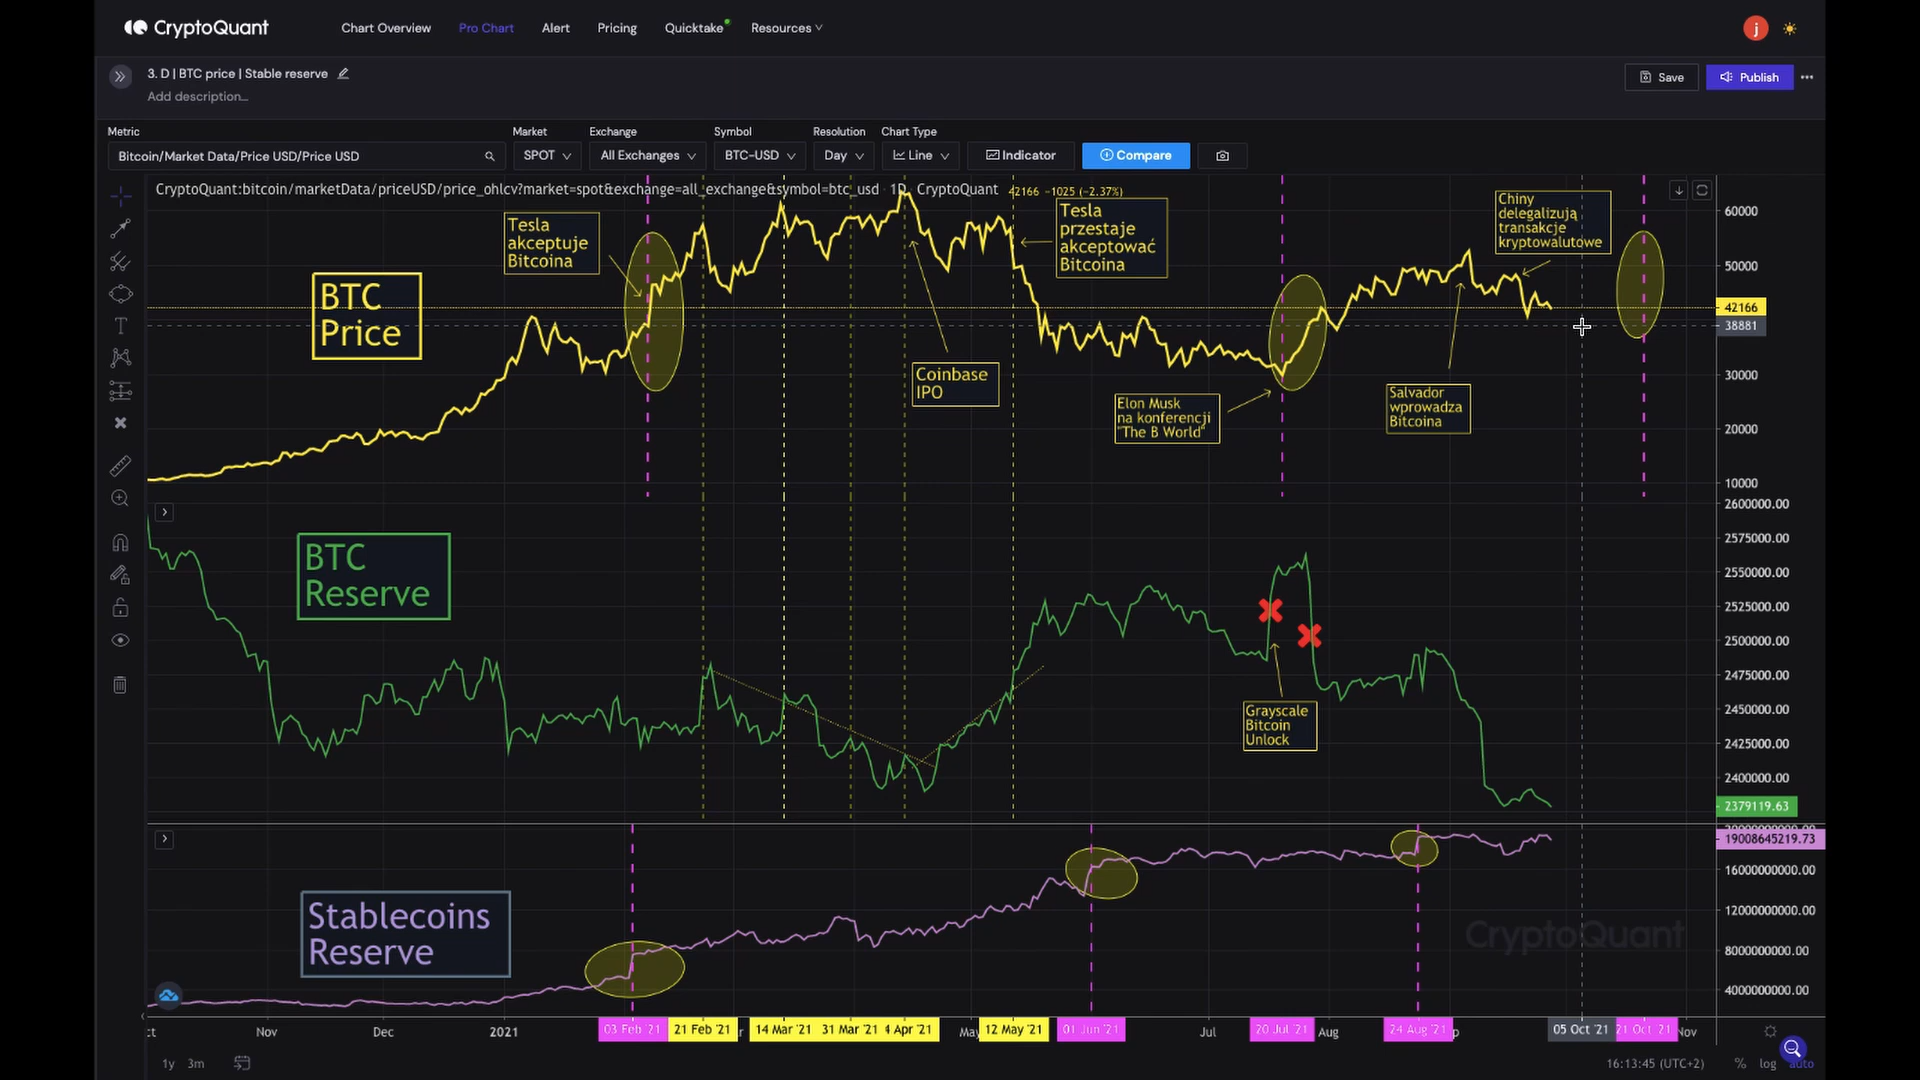 CryptoQuant
Chart Overview
Pro Chart
Alert
Pricing
Quicktake
Resources
j
3. D | BTC price | Stable reserve
Add description...
Save
Publish
Metric
Market
Exchange
Symbol
Resolution
Chart Type
Bitcoin/Market Data/Price USD/Price USD
SPOT
All Exchanges
BTC-USD
Day
Line
Indicator
Compare
CryptoQuant:bitcoin/marketData/priceUSD/price_ohlcv?market=spot&exchange=all_exchange&symbol=btc_usd · 1D · CryptoQuant
42166 -1025 (-2.37%)
Tesla
akceptuje
Bitcoina
Tesla
przestaje
akceptować
Bitcoina
Chiny
delegalizują
transakcje
kryptowalutowe
BTC
Price
Coinbase
IPO
Elon Musk
na konferencji
"The B World"
Salvador
wprowadza
Bitcoina
60000
50000
42166
38881
30000
20000
10000
BTC
Reserve
Grayscale
Bitcoin
Unlock
2600000.00
2575000.00
2550000.00
2525000.00
2500000.00
2475000.00
2450000.00
2425000.00
2400000.00
2379119.63
Stablecoins
Reserve
CryptoQuant
19008645219.73
16000000000.00
12000000000.00
8000000000.00
4000000000.00
Nov
Dec
2021
03 Feb '21
21 Feb '21
14 Mar '21
31 Mar '21
4 Apr '21
May
12 May '21
01 Jun '21
Jul
20 Jul '21
Aug
24 Aug '21
05 Oct '21
21 Oct '21
Nov
1y
3m
16:13:45 (UTC+2)
%
log
auto